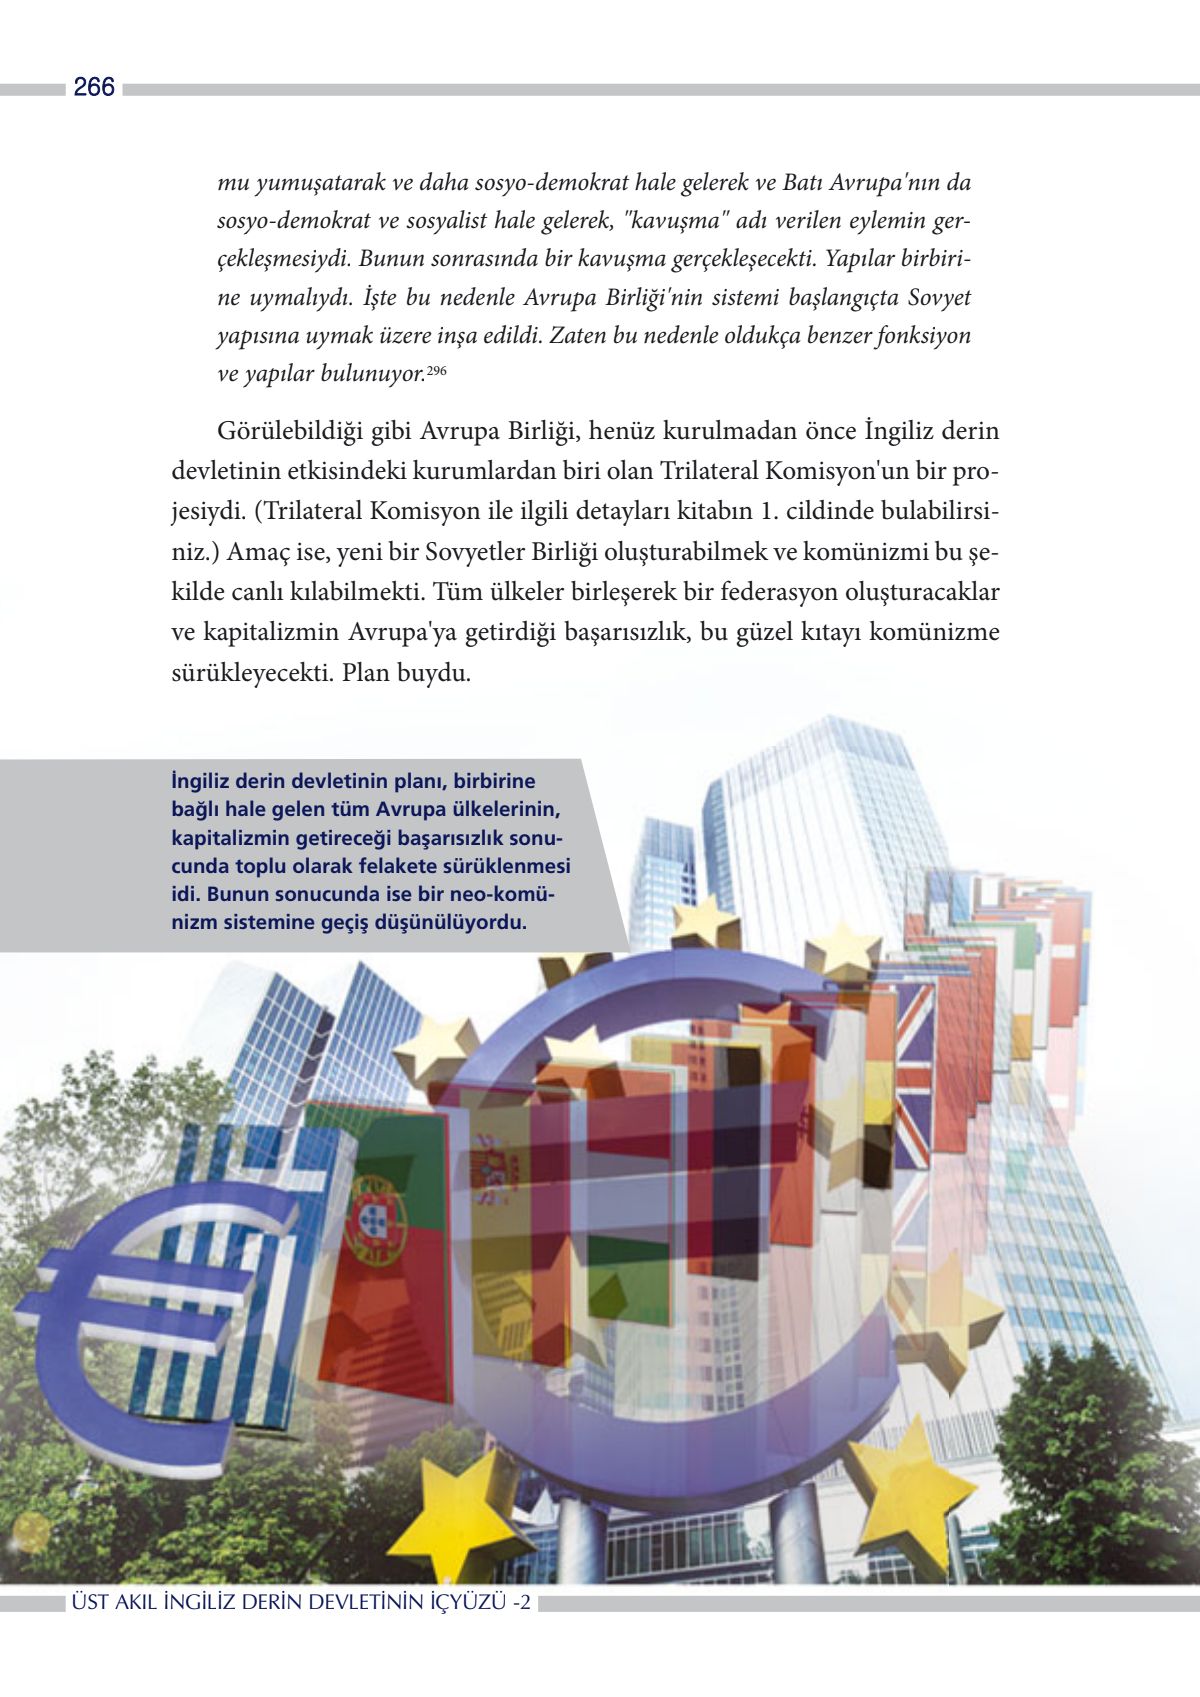 266
mu yumuşatarak ve daha sosyo-demokrat hale gelerek ve Batı Avrupa'nın da
sosyo-demokrat ve sosyalist hale gelerek, "kavuşma" adı verilen eylemin ger-
çekleşmesiydi. Bunun sonrasında bir kavuşma gerçekleşecekti. Yapılar birbiri-
ne uymalıydı. İşte bu nedenle Avrupa Birliği'nin sistemi başlangıçta Sovyet
yapısına uymak üzere inşa edildi. Zaten bu nedenle oldukça benzer fonksiyon
ve yapılar bulunuyor.²⁹⁶
Görülebildiği gibi Avrupa Birliği, henüz kurulmadan önce İngiliz derin
devletinin etkisindeki kurumlardan biri olan Trilateral Komisyon'un bir pro-
jesiydi. (Trilateral Komisyon ile ilgili detayları kitabın 1. cildinde bulabilirsi-
niz.) Amaç ise, yeni bir Sovyetler Birliği oluşturabilmek ve komünizmi bu şe-
kilde canlı kılabilmekti. Tüm ülkeler birleşerek bir federasyon oluşturacaklar
ve kapitalizmin Avrupa'ya getirdiği başarısızlık, bu güzel kıtayı komünizme
sürükleyecekti. Plan buydu.
İngiliz derin devletinin planı, birbirine
bağlı hale gelen tüm Avrupa ülkelerinin,
kapitalizmin getireceği başarısızlık sonu-
cunda toplu olarak felakete sürüklenmesi
idi. Bunun sonucunda ise bir neo-komü-
nizm sistemine geçiş düşünülüyordu.
ÜST AKIL İNGİLİZ DERİN DEVLETİNİN İÇYÜZÜ -2